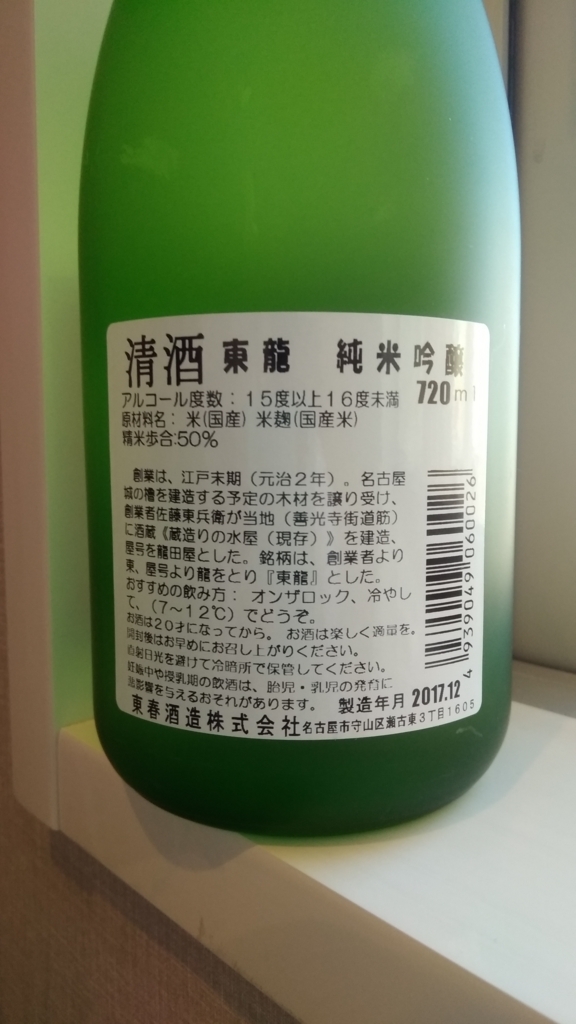 清酒 東龍 純米吟醸
アルコール度数：15度以上16度未満 720ml
原材料名：米(国産) 米麹(国産米)
精米歩合:50%
創業は、江戸末期（元治２年）。名古屋
城の櫓を建造する予定の木材を譲り受け、
創業者佐藤東兵衛が当地（善光寺街道筋）
に酒蔵《蔵造りの水屋（現存）》を建造、
屋号を龍田屋とした。銘柄は、創業者より
東、屋号より龍をとり『東龍』とした。
おすすめの飲み方：オンザロック、冷やし
て、（7～12℃）でどうぞ。
お酒は20才になってから。お酒は楽しく適量を。
開封後はお早めにお召し上がりください。
直射日光を避けて冷暗所で保管してください。
妊娠中や授乳期の飲酒は、胎児・乳児の発育に
悪影響を与えるおそれがあります。 製造年月 2017.12
東春酒造株式会社 名古屋市守山区瀬古東3丁目1605
4939049060026